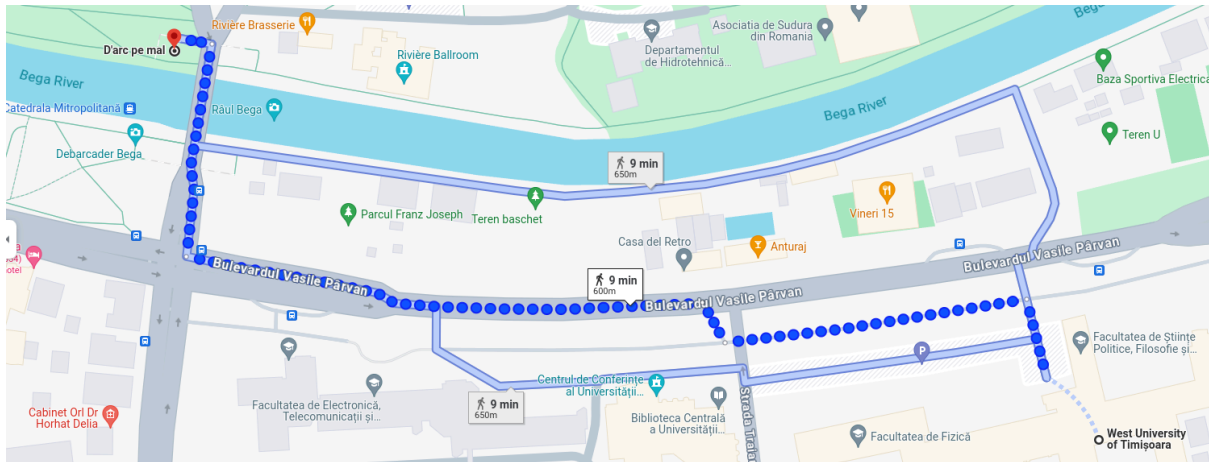 Rivière Brasserie
D'arc pe mal
Rivière Ballroom
Departamentul
de Hidrotehnică...
Asociatia de Sudura
din Romania
Bega River
Baza Sportiva Electrica
Bega River
Catedrala Mitropolitană
Râul Bega
Bega River
Teren U
Debarcader Bega
9 min
650m
Parcul Franz Joseph
Teren baschet
Vineri 15
Casa del Retro
Anturaj
Bulevardul Vasile Pârvan
Bulevardul Vasile Pârvan
9 min
600m
Bulevardul Vasile Pârvan
P
Facultatea de Științe
Politice, Filosofie și...
Centrul de Conferințe
al Universității...
9 min
650m
Facultatea de Electronică,
Telecomunicații și...
Biblioteca Centrală
a Universității...
Strada Traian
Cabinet Orl Dr
Horhat Delia
Facultatea de Fizică
West University
of Timișoara